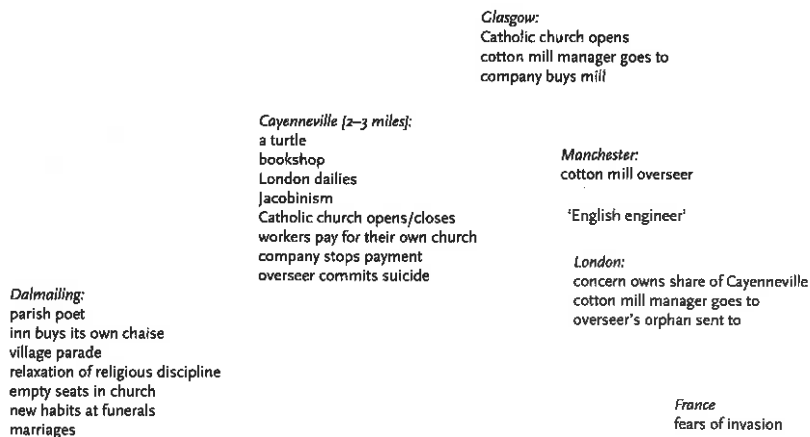 Glasgow:
Catholic church opens
cotton mill manager goes to
company buys mill
Cayenneville [2–3 miles]:
a turtle
bookshop
London dailies
Jacobinism
Catholic church opens/closes
workers pay for their own church
company stops payment
overseer commits suicide
Manchester:
cotton mill overseer
'English engineer'
London:
concern owns share of Cayenneville
cotton mill manager goes to
overseer's orphan sent to
Dalmailing:
parish poet
inn buys its own chaise
village parade
relaxation of religious discipline
empty seats in church
new habits at funerals
marriages
France
fears of invasion